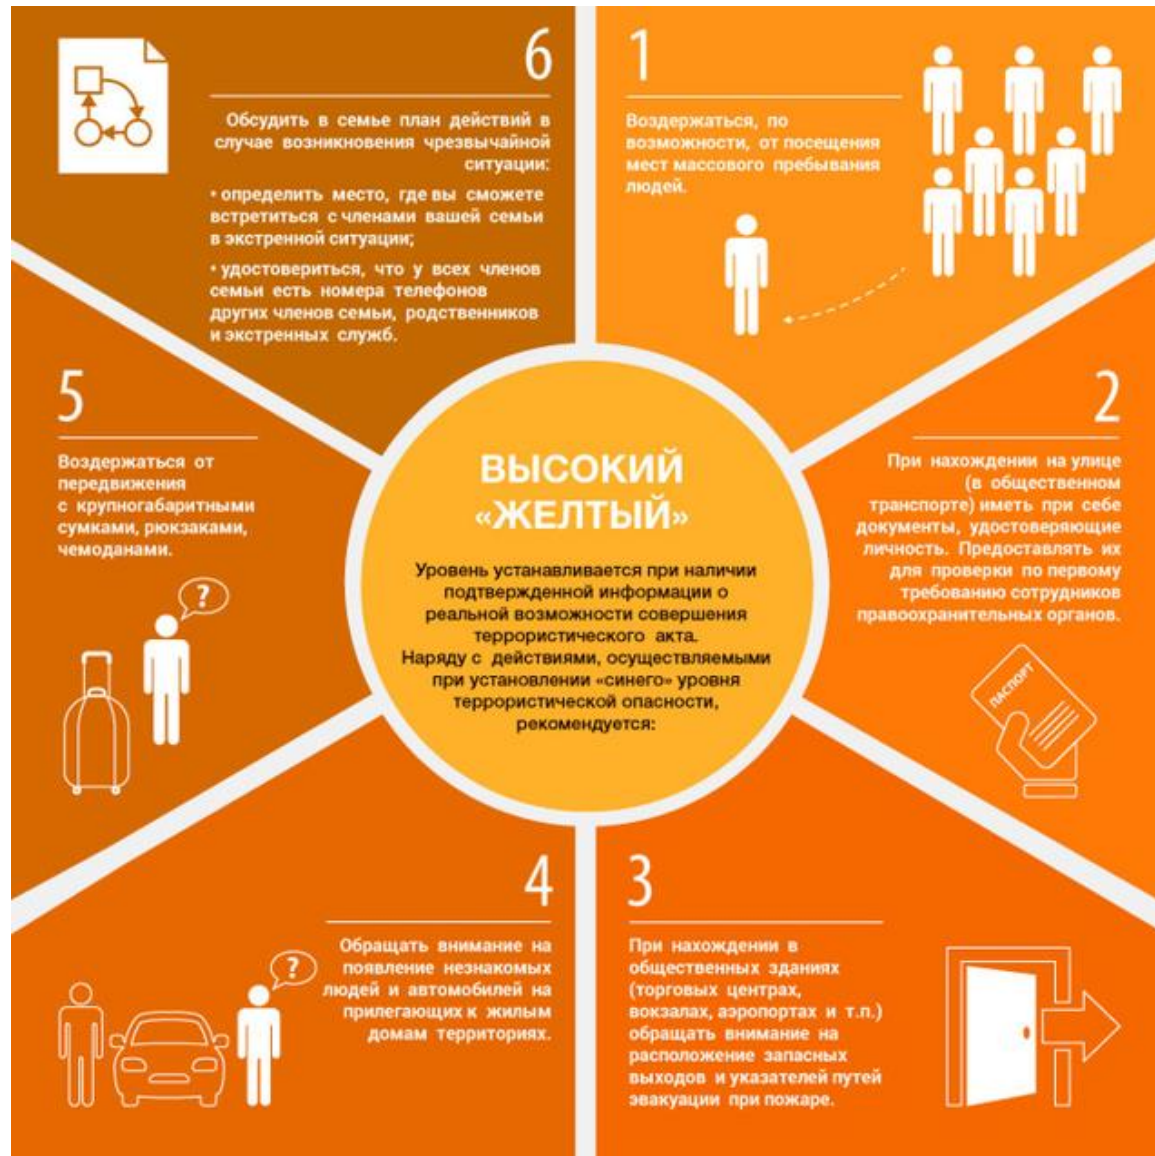 ВЫСОКИЙ
«ЖЕЛТЫЙ»
Уровень устанавливается при наличии
подтвержденной информации о
реальной возможности совершения
террористического акта.
Наряду с действиями, осуществляемыми
при установлении «синего» уровня
террористической опасности,
рекомендуется:
1
Воздержаться, по
возможности, от посещения
мест массового пребывания
людей.
2
При нахождении на улице
(в общественном
транспорте) иметь при себе
документы, удостоверяющие
личность. Предоставлять их
для проверки по первому
требованию сотрудников
правоохранительных органов.
ПАСПОРТ
3
При нахождении в
общественных зданиях
(торговых центрах,
вокзалах, аэропортах и т.п.)
обращать внимание на
расположение запасных
выходов и указателей путей
эвакуации при пожаре.
4
Обращать внимание на
появление незнакомых
людей и автомобилей на
прилегающих к жилым
домам территориях.
?
5
Воздержаться от
передвижения
с крупногабаритными
сумками, рюкзаками,
чемоданами.
?
6
Обсудить в семье план действий в
случае возникновения чрезвычайной
ситуации:
• определить место, где вы сможете
встретиться с членами вашей семьи
в экстренной ситуации;
• удостовериться, что у всех членов
семьи есть номера телефонов
других членов семьи, родственников
и экстренных служб.